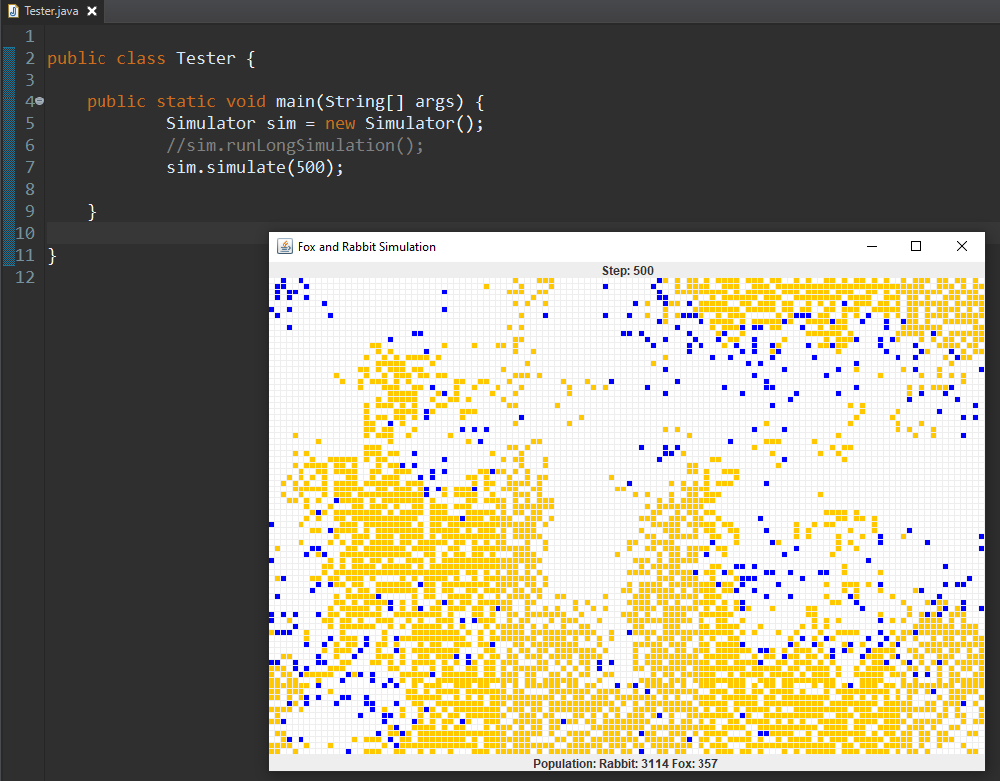 Tester.java
1
2 public class Tester {
3
4 public static void main(String[] args) {
5 Simulator sim = new Simulator();
6 //sim.runLongSimulation();
7 sim.simulate(500);
8
9 }
10
11 }
12
Fox and Rabbit Simulation
Step: 500
Population: Rabbit: 3114 Fox: 357